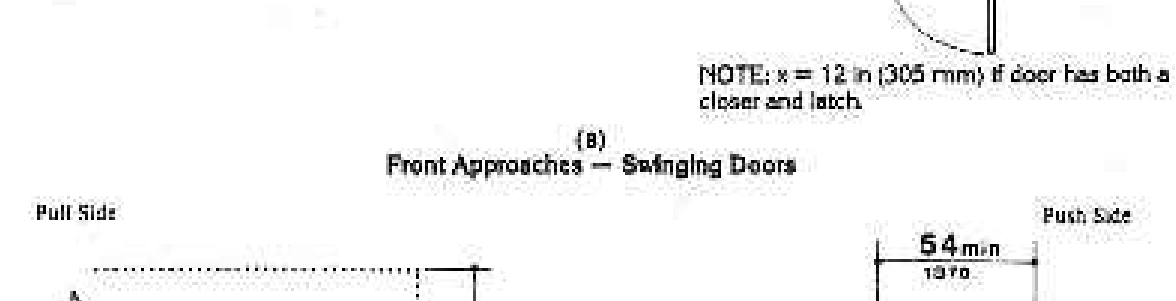 NOTE: x = 12 in (305 mm) if door has both a
closer and latch.
(B)
Front Approaches — Swinging Doors
Pull Side
Push Side
54 min
1370